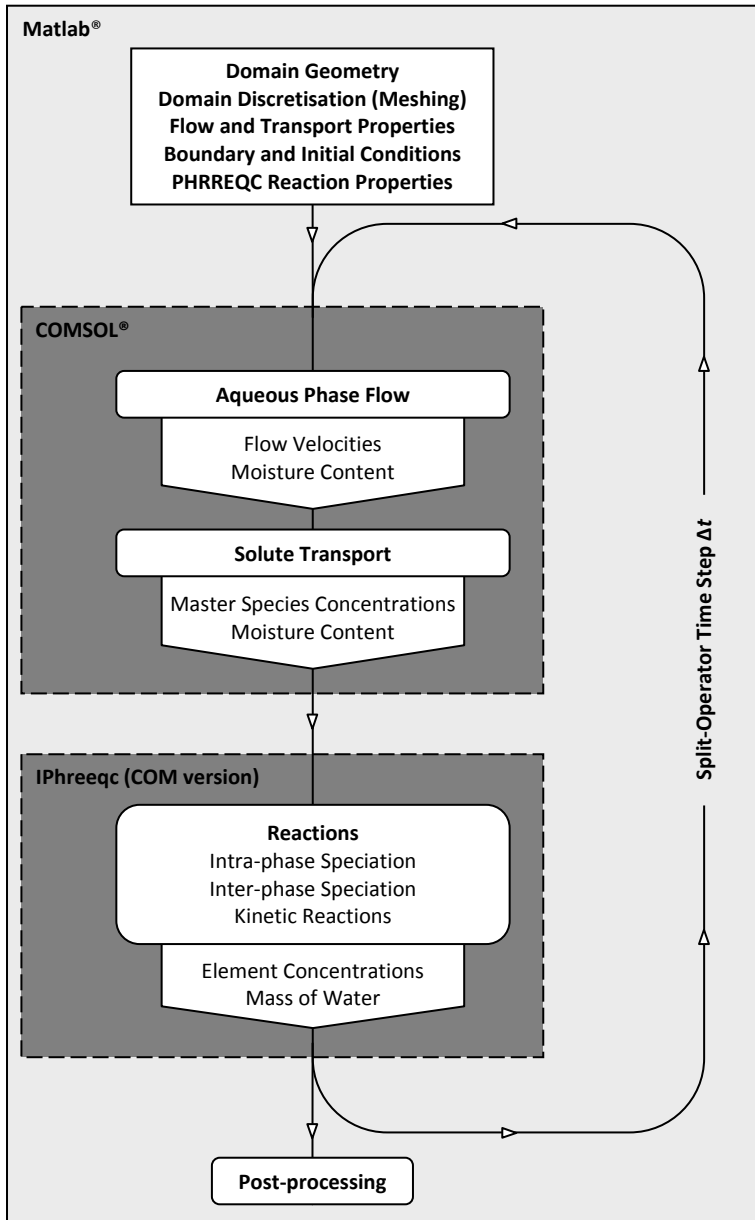 Matlab®
Domain Geometry
Domain Discretisation (Meshing)
Flow and Transport Properties
Boundary and Initial Conditions
PHRREQC Reaction Properties
COMSOL®
Aqueous Phase Flow
Flow Velocities
Moisture Content
Solute Transport
Master Species Concentrations
Moisture Content
IPhreeqc (COM version)
Reactions
Intra-phase Speciation
Inter-phase Speciation
Kinetic Reactions
Element Concentrations
Mass of Water
Split-Operator Time Step Δt
Post-processing